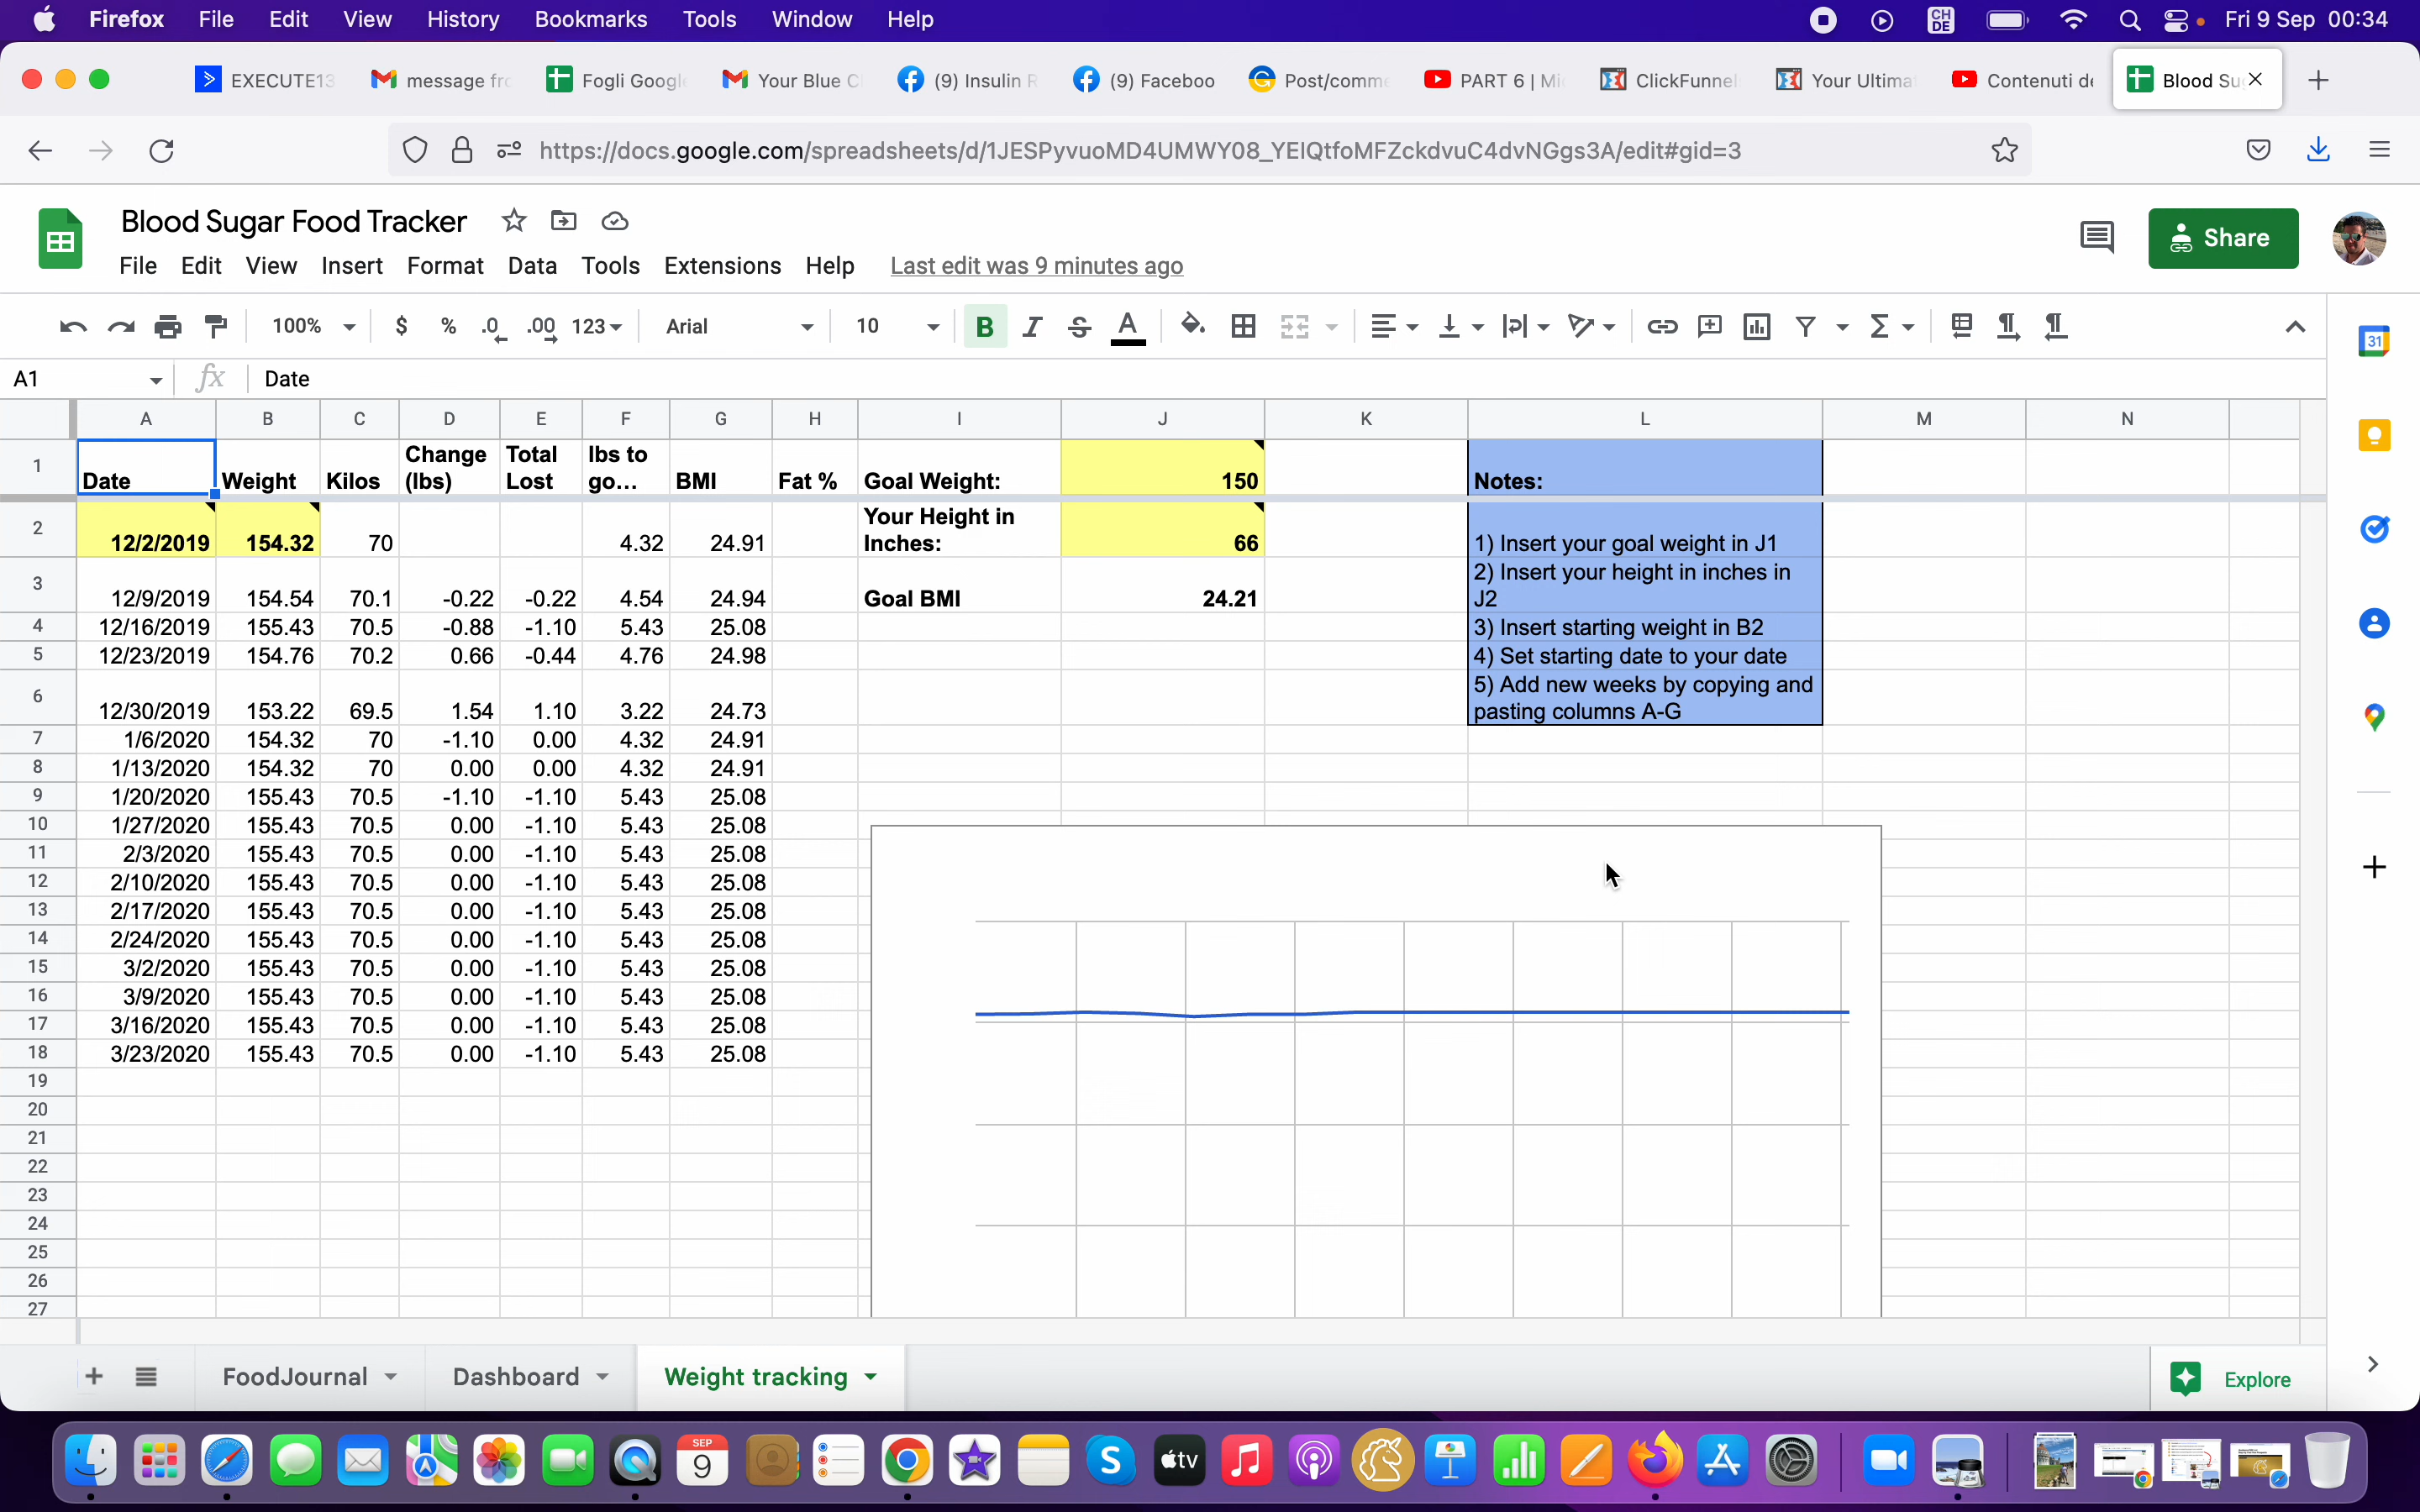 Firefox File Edit View History Bookmarks Tools Window Help CH DE Fri 9 Sep 00:34
EXECUTE13 message fro Fogli Google Your Blue C (9) Insulin R (9) Faceboo Post/comme PART 6 | Mi ClickFunnel Your Ultima Contenuti de Blood Su
https://docs.google.com/spreadsheets/d/1JESPyvuoMD4UMWY08_YEIQtfoMFZckdvuC4dvNGgs3A/edit#gid=3
Blood Sugar Food Tracker
Share
File Edit View Insert Format Data Tools Extensions Help Last edit was 9 minutes ago
100% $ % .0 .00 123 Arial 10 B I S A
31
A1 fx Date
A B C D E F G H I J K L M N
1 Date Weight Kilos Change (lbs) Total Lost lbs to go... BMI Fat % Goal Weight: 150 Notes:
2 12/2/2019 154.32 70 4.32 24.91 Your Height in Inches: 66 1) Insert your goal weight in J1
3 12/9/2019 154.54 70.1 -0.22 -0.22 4.54 24.94 Goal BMI 24.21 2) Insert your height in inches in J2
4 12/16/2019 155.43 70.5 -0.88 -1.10 5.43 25.08 3) Insert starting weight in B2
5 12/23/2019 154.76 70.2 0.66 -0.44 4.76 24.98 4) Set starting date to your date
6 12/30/2019 153.22 69.5 1.54 1.10 3.22 24.73 5) Add new weeks by copying and pasting columns A-G
7 1/6/2020 154.32 70 -1.10 0.00 4.32 24.91
8 1/13/2020 154.32 70 0.00 0.00 4.32 24.91
9 1/20/2020 155.43 70.5 -1.10 -1.10 5.43 25.08
10 1/27/2020 155.43 70.5 0.00 -1.10 5.43 25.08
11 2/3/2020 155.43 70.5 0.00 -1.10 5.43 25.08
12 2/10/2020 155.43 70.5 0.00 -1.10 5.43 25.08
13 2/17/2020 155.43 70.5 0.00 -1.10 5.43 25.08
14 2/24/2020 155.43 70.5 0.00 -1.10 5.43 25.08
15 3/2/2020 155.43 70.5 0.00 -1.10 5.43 25.08
16 3/9/2020 155.43 70.5 0.00 -1.10 5.43 25.08
17 3/16/2020 155.43 70.5 0.00 -1.10 5.43 25.08
18 3/23/2020 155.43 70.5 0.00 -1.10 5.43 25.08
19
20
21
22
23
24
25
26
27
FoodJournal Dashboard Weight tracking Explore
SEP
9
S
tv